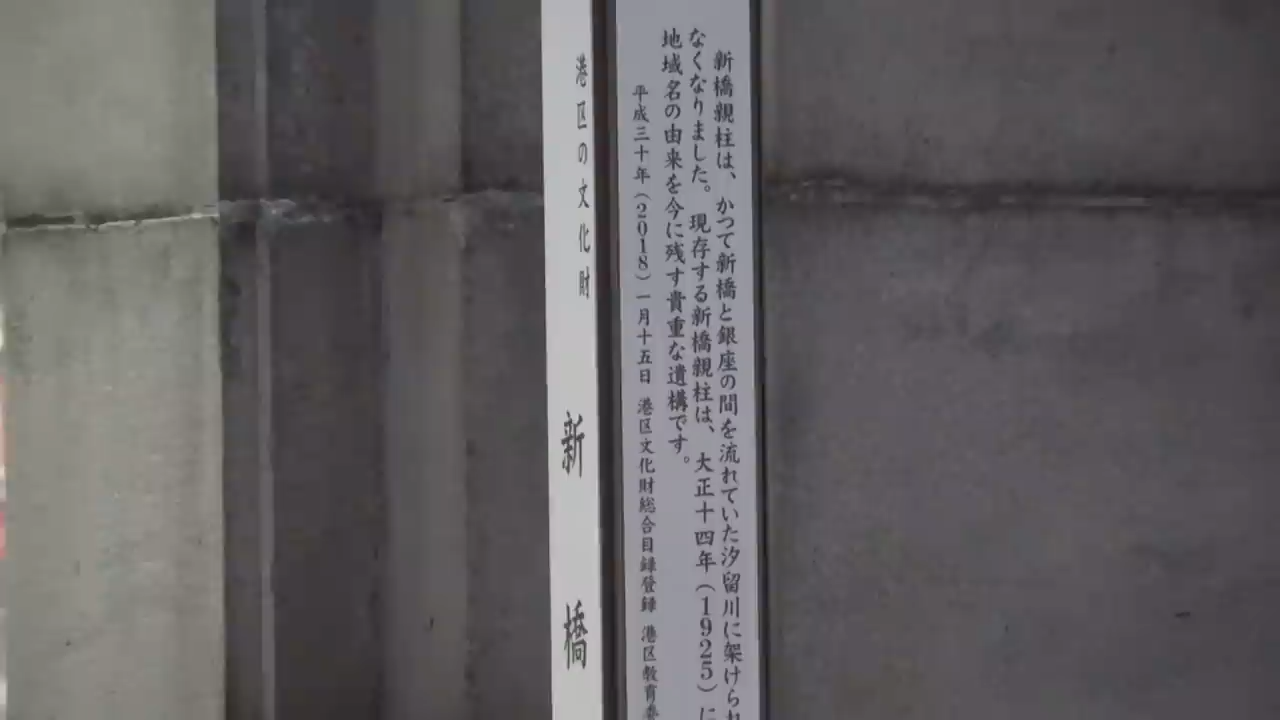 新橋親柱は、かつて新橋と銀座の間を流れていた汐留川に架けられ
なくなりました。現存する新橋親柱は、大正十四年（1925）に
地域名の由来を今に残す貴重な遺構です。
平成三十年（2018）一月十五日 港区文化財総合目録登録 港区教育委
港区の文化財
新橋